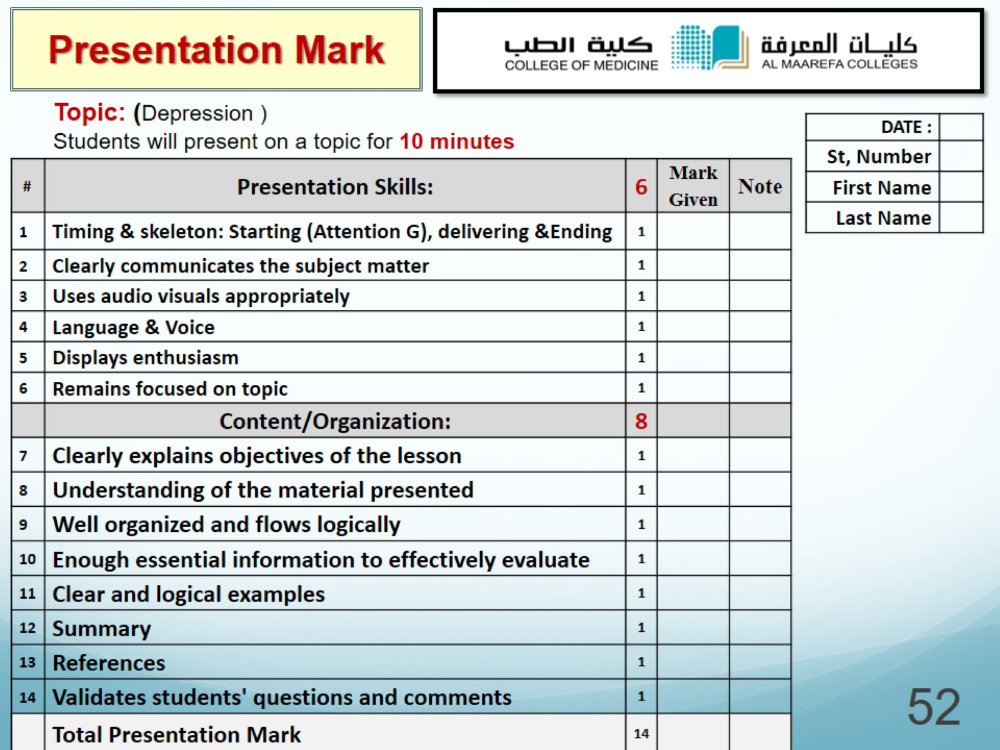 Presentation Mark
كلية الطب
COLLEGE OF MEDICINE
كليات المعرفة
AL MAAREFA COLLEGES
Topic: (Depression )
Students will present on a topic for 10 minutes
DATE :
St, Number
First Name
Last Name
# Presentation Skills: 6 Mark Given Note
1 Timing & skeleton: Starting (Attention G), delivering &Ending 1
2 Clearly communicates the subject matter 1
3 Uses audio visuals appropriately 1
4 Language & Voice 1
5 Displays enthusiasm 1
6 Remains focused on topic 1
Content/Organization: 8
7 Clearly explains objectives of the lesson 1
8 Understanding of the material presented 1
9 Well organized and flows logically 1
10 Enough essential information to effectively evaluate 1
11 Clear and logical examples 1
12 Summary 1
13 References 1
14 Validates students' questions and comments 1
Total Presentation Mark 14
52